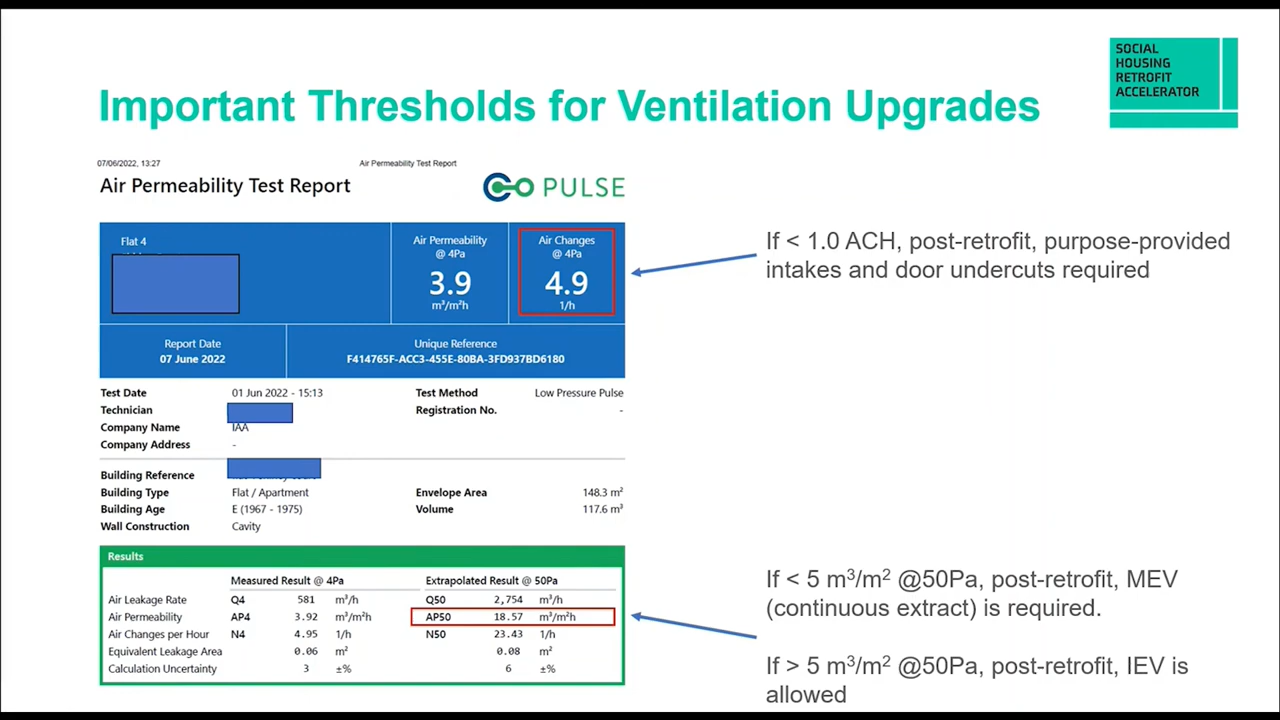 SOCIAL
HOUSING
RETROFIT
ACCELERATOR
Important Thresholds for Ventilation Upgrades
07/06/2022, 13:27 Air Permeability Test Report
Air Permeability Test Report
PULSE
Flat 4
Air Permeability
@ 4Pa
3.9
m³/m²h
Air Changes
@ 4Pa
4.9
1/h
Report Date
07 June 2022
Unique Reference
F414765F-ACC3-455E-80BA-3FD937BD6180
Test Date 01 Jun 2022 - 15:13 Test Method Low Pressure Pulse
Technician Registration No. -
Company Name IAA
Company Address -
Building Reference
Building Type Flat / Apartment Envelope Area 148.3 m²
Building Age E (1967 - 1975) Volume 117.6 m³
Wall Construction Cavity
Results
Measured Result @ 4Pa Extrapolated Result @ 50Pa
Air Leakage Rate Q4 581 m³/h Q50 2,754 m³/h
Air Permeability AP4 3.92 m³/m²h AP50 18.57 m³/m²h
Air Changes per Hour N4 4.95 1/h N50 23.43 1/h
Equivalent Leakage Area 0.06 m² 0.08 m²
Calculation Uncertainty 3 ±% 6 ±%
If < 1.0 ACH, post-retrofit, purpose-provided
intakes and door undercuts required
If < 5 m³/m² @50Pa, post-retrofit, MEV
(continuous extract) is required.
If > 5 m³/m² @50Pa, post-retrofit, IEV is
allowed